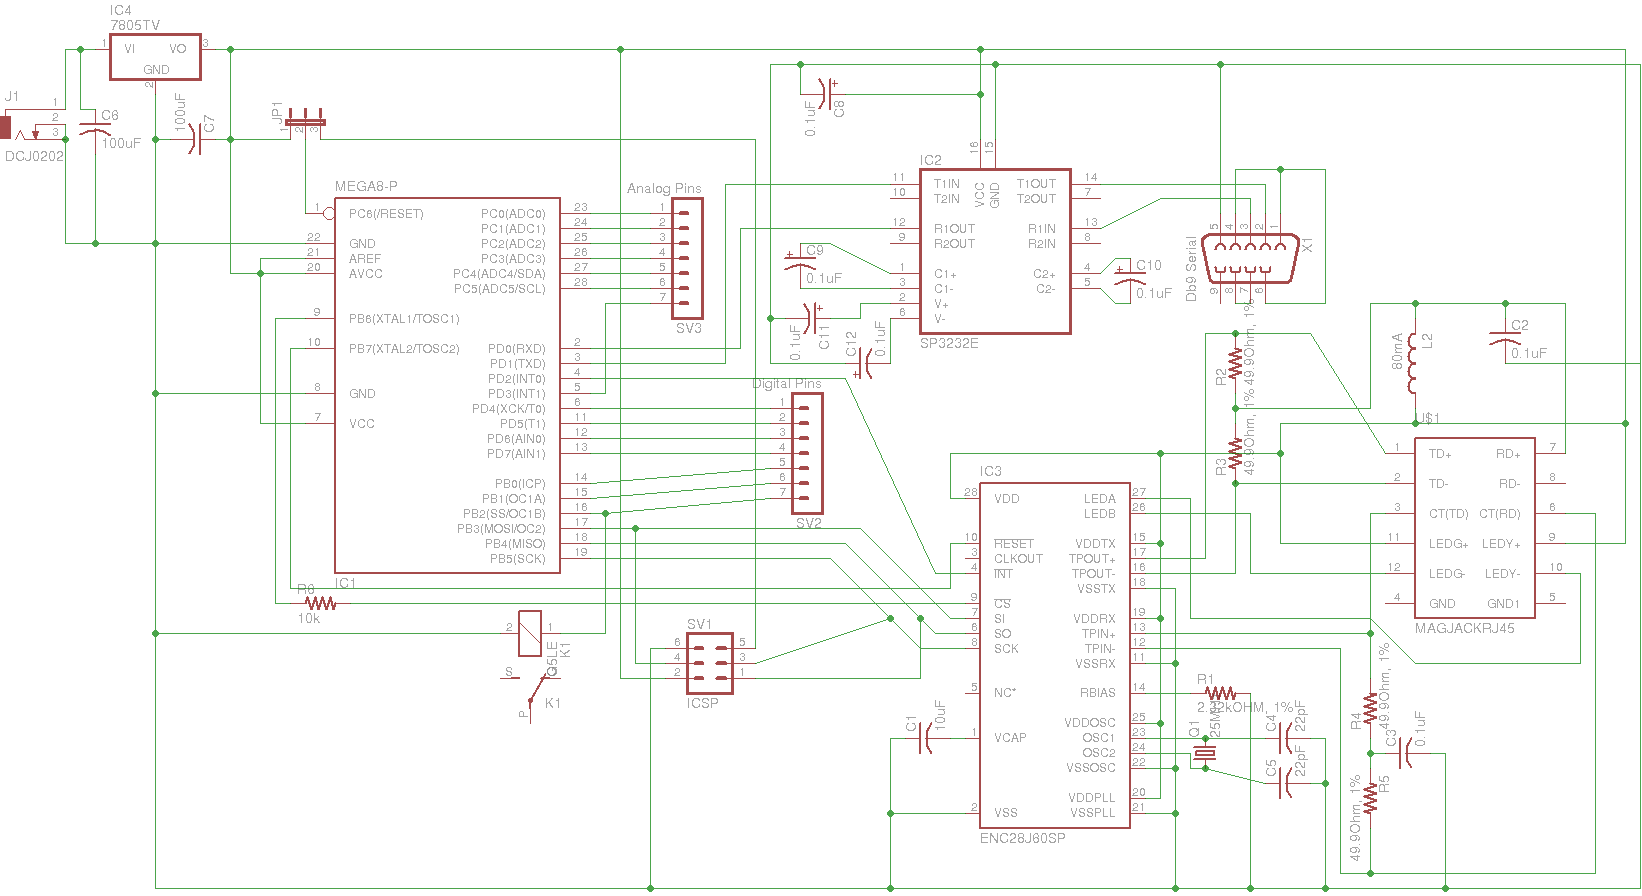 IC4
7805TV
1 VI VO 3
GND
2
J1
1
2
3
DCJ0202
C6
100uF
100uF
C7
JP1
1
2
3
MEGA8-P
1 PC6(/RESET)
22 GND
21 AREF
20 AVCC
9 PB6(XTAL1/TOSC1)
10 PB7(XTAL2/TOSC2)
8 GND
7 VCC
PC0(ADC0) 23
PC1(ADC1) 24
PC2(ADC2) 25
PC3(ADC3) 26
PC4(ADC4/SDA) 27
PC5(ADC5/SCL) 28
PD0(RXD) 2
PD1(TXD) 3
PD2(INT0) 4
PD3(INT1) 5
PD4(XCK/T0) 6
PD5(T1) 11
PD6(AIN0) 12
PD7(AIN1) 13
PB0(ICP) 14
PB1(OC1A) 15
PB2(SS/OC1B) 16
PB3(MOSI/OC2) 17
PB4(MISO) 18
PB5(SCK) 19
IC1
R6
10k
Analog Pins
1
2
3
4
5
6
7
SV3
Digital Pins
1
2
3
4
5
6
7
SV2
2
1
G5LE
K1
S
O
P
K1
SV1
6 5
4 3
2 1
ICSP
0.1uF
C8
C9
0.1uF
0.1uF
C11
C12
0.1uF
IC2
16 15
VCC
GND
11 T1IN T1OUT 14
10 T2IN T2OUT 7
12 R1OUT R1IN 13
9 R2OUT R2IN 8
1 C1+ C2+ 4
3 C1- C2- 5
2 V+
6 V-
SP3232E
C10
0.1uF
Db9 Serial
5 4 3 2 1
9 8 7 6
X1
R2
49.9Ohm, 1%
R3
49.9Ohm, 1%
80mA
L2
C2
0.1uF
IC3
28 VDD LEDA 27
LEDB 26
10 RESET VDDTX 15
3 CLKOUT TPOUT+ 17
4 INT TPOUT- 16
VSSTX 18
9 CS
7 SI VDDRX 19
6 SO TPIN+ 13
8 SCK TPIN- 12
VSSRX 11
5 NC* RBIAS 14
VDDOSC 25
1 VCAP OSC1 23
OSC2 24
VSSOSC 22
VDDPLL 20
2 VSS VSSPLL 21
ENC28J60SP
C1
10uF
R1
2.32kOHM, 1%
Q1
C4
22pF
C5
22pF
1 TD+ RD+ 7
2 TD- RD- 8
3 CT(TD) CT(RD) 6
11 LEDG+ LEDY+ 9
12 LEDG- LEDY- 10
4 GND GND1 5
MAGJACKRJ45
R4
49.9Ohm, 1%
C3
0.1uF
R5
49.9Ohm, 1%